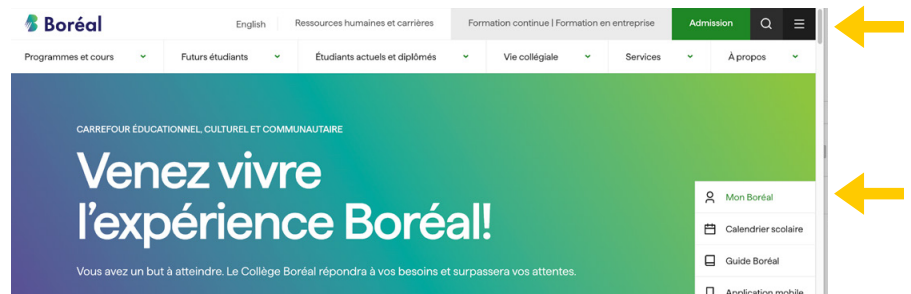 Boréal English Ressources humaines et carrières Formation continue | Formation en entreprise Admission
Programmes et cours Futurs étudiants Étudiants actuels et diplômés Vie collégiale Services À propos
CARREFOUR ÉDUCATIONNEL, CULTUREL ET COMMUNAUTAIRE
Venez vivre
l'expérience Boréal!
Vous avez un but à atteindre. Le Collège Boréal répondra à vos besoins et surpassera vos attentes.
Mon Boréal
Calendrier scolaire
Guide Boréal
Application mobile